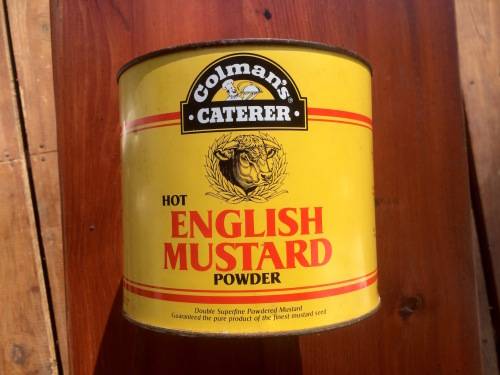 Colman's®
· CATERER ·
HOT
ENGLISH
MUSTARD
POWDER
Double Superfine Powdered Mustard
Guaranteed the pure product of the finest mustard seed